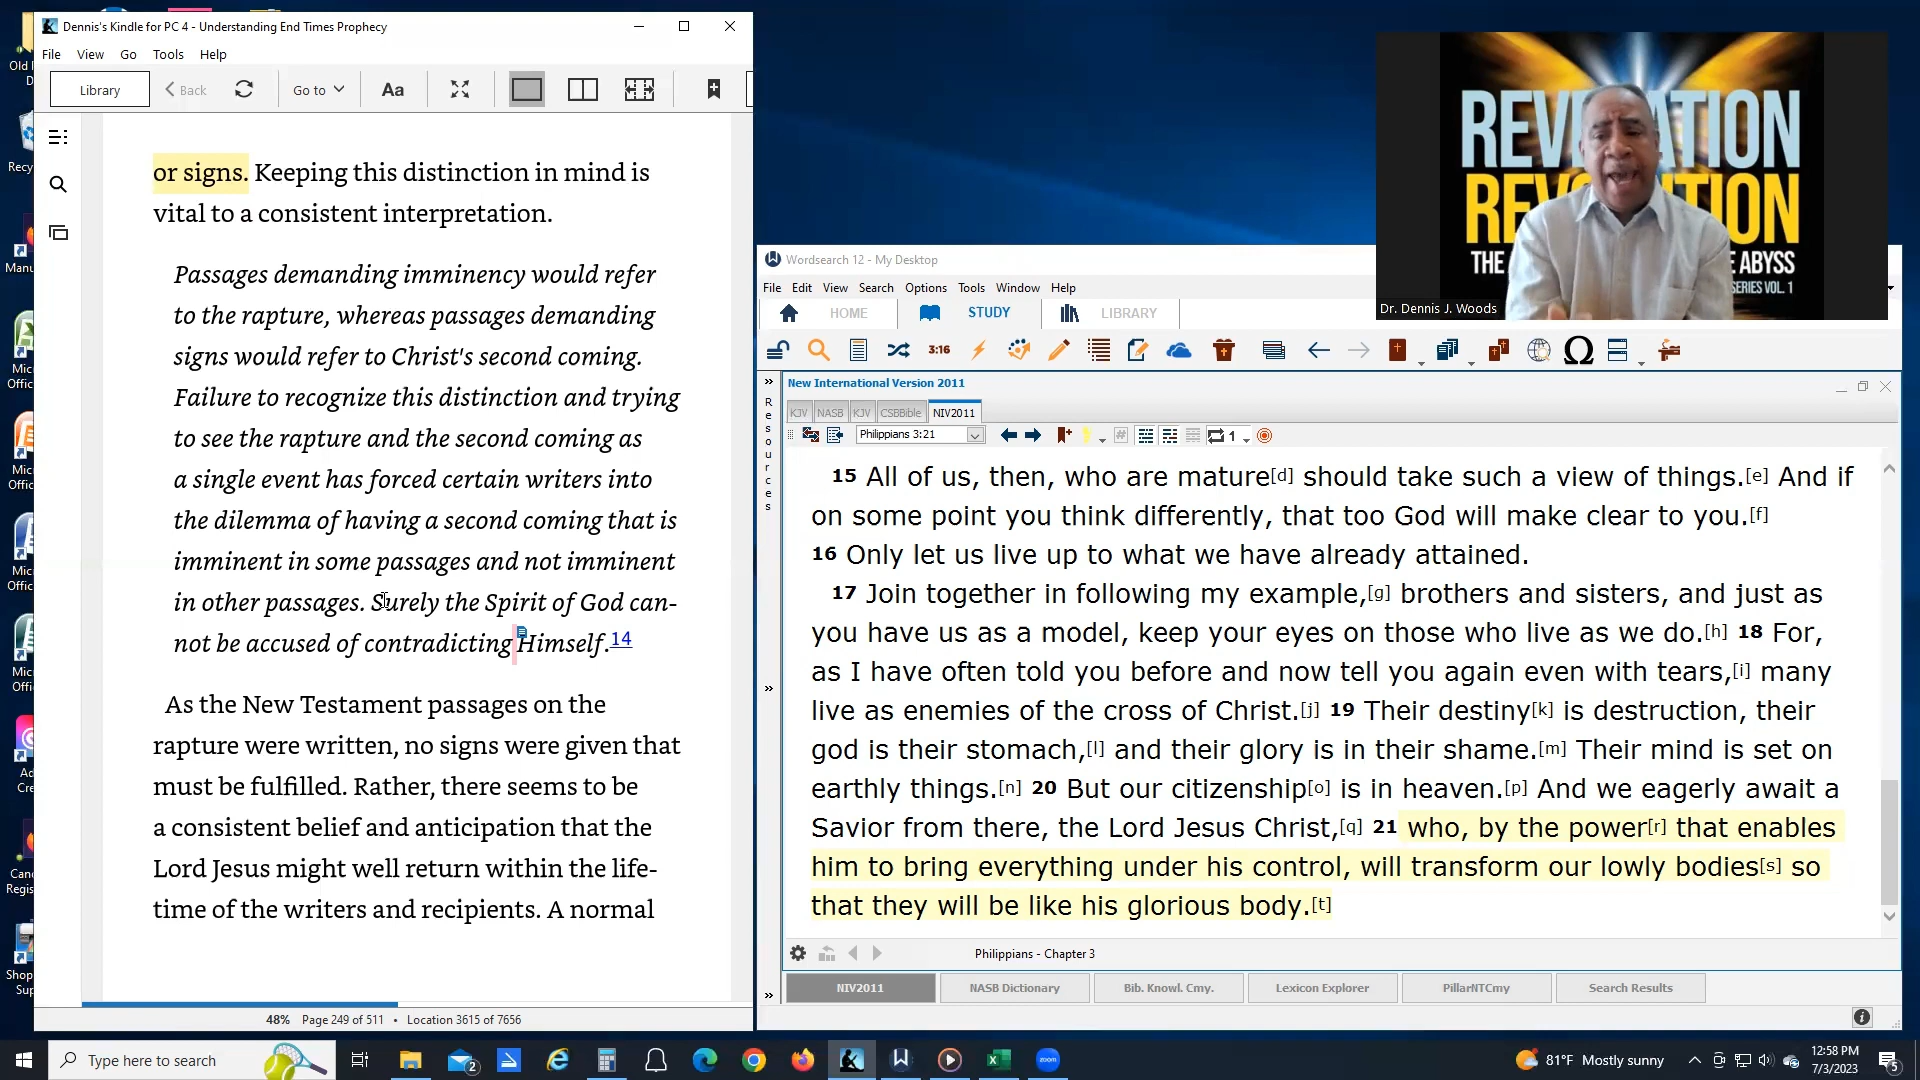 Dennis's Kindle for PC 4 - Understanding End Times Prophecy
File View Go Tools Help
Library Back Go to Aa
or signs. Keeping this distinction in mind is
vital to a consistent interpretation.
Passages demanding imminency would refer
to the rapture, whereas passages demanding
signs would refer to Christ's second coming.
Failure to recognize this distinction and trying
to see the rapture and the second coming as
a single event has forced certain writers into
the dilemma of having a second coming that is
imminent in some passages and not imminent
in other passages. Surely the Spirit of God can-
not be accused of contradicting Himself.14
As the New Testament passages on the
rapture were written, no signs were given that
must be fulfilled. Rather, there seems to be
a consistent belief and anticipation that the
Lord Jesus might well return within the life-
time of the writers and recipients. A normal
48% Page 249 of 511 • Location 3615 of 7656
REVELATION
THE ABYSS
SERIES VOL. 1
Dr. Dennis J. Woods
Wordsearch 12 - My Desktop
File Edit View Search Options Tools Window Help
HOME STUDY LIBRARY
3:16
Resources
New International Version 2011
KJV NASB KJV CSBBible NIV2011
Philippians 3:21
1
15 All of us, then, who are mature[d] should take such a view of things.[e] And if
on some point you think differently, that too God will make clear to you.[f]
16 Only let us live up to what we have already attained.
17 Join together in following my example,[g] brothers and sisters, and just as
you have us as a model, keep your eyes on those who live as we do.[h] 18 For,
as I have often told you before and now tell you again even with tears,[i] many
live as enemies of the cross of Christ.[j] 19 Their destiny[k] is destruction, their
god is their stomach,[l] and their glory is in their shame.[m] Their mind is set on
earthly things.[n] 20 But our citizenship[o] is in heaven.[p] And we eagerly await a
Savior from there, the Lord Jesus Christ,[q] 21 who, by the power[r] that enables
him to bring everything under his control, will transform our lowly bodies[s] so
that they will be like his glorious body.[t]
Philippians - Chapter 3
NIV2011 NASB Dictionary Bib. Knowl. Cmy. Lexicon Explorer PillarNTCmy Search Results
Type here to search
2
zoom
81°F Mostly sunny
12:58 PM
7/3/2023
5